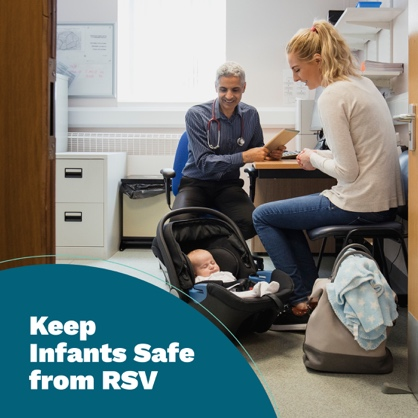 Keep
Infants Safe
from RSV